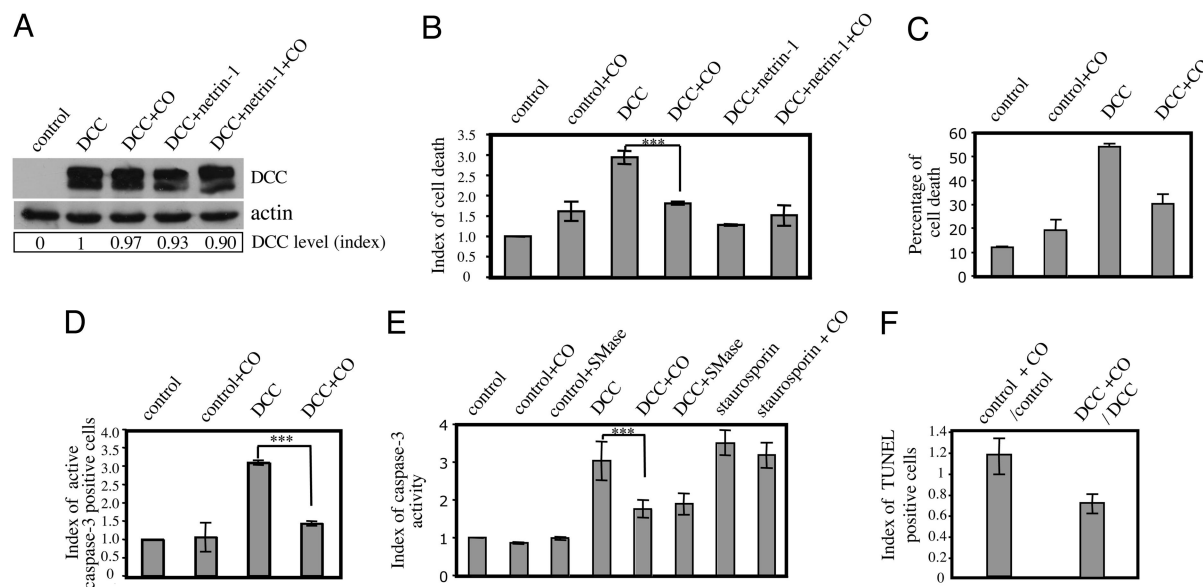 A
control
DCC
DCC+CO
DCC+netrin-1
DCC+netrin-1+CO
DCC
actin
0 1 0.97 0.93 0.90 DCC level (index)
B
control
control+CO
DCC
DCC+CO
DCC+netrin-1
DCC+netrin-1+CO
Index of cell death
3.5
3.0
2.5
2.0
1.5
1.0
0.5
0
***
C
control
control+CO
DCC
DCC+CO
Percentage of
cell death
60
50
40
30
20
10
0
D
control
control+CO
DCC
DCC+CO
Index of active
caspase-3 positive cells
4.0
3.5
3.0
2.5
1.5
1.0
0.5
0
***
E
control
control+CO
control+SMase
DCC
DCC+CO
DCC+SMase
staurosporin
staurosporin + CO
Index of caspase-3
activity
4
3
2
1
0
***
F
control + CO
/control
DCC +CO
/ DCC
Index of TUNEL
positive cells
1.4
1.2
1
0.8
0.6
0.4
0.2
0